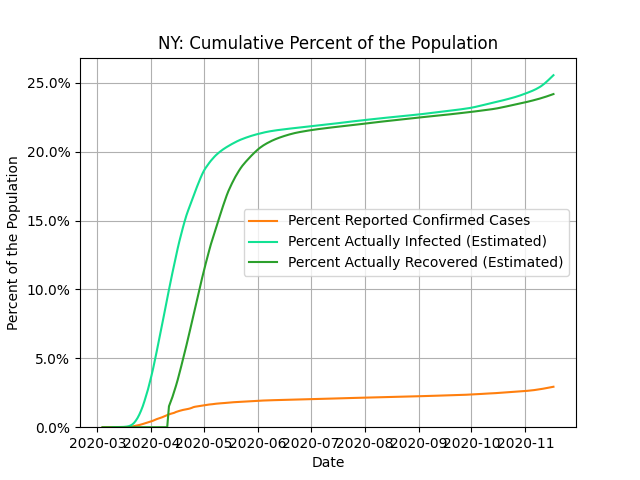 NY: Cumulative Percent of the Population
Percent of the Population
25.0%
20.0%
15.0%
10.0%
5.0%
0.0%
Percent Reported Confirmed Cases
Percent Actually Infected (Estimated)
Percent Actually Recovered (Estimated)
2020-03 2020-04 2020-05 2020-06 2020-07 2020-08 2020-09 2020-10 2020-11
Date